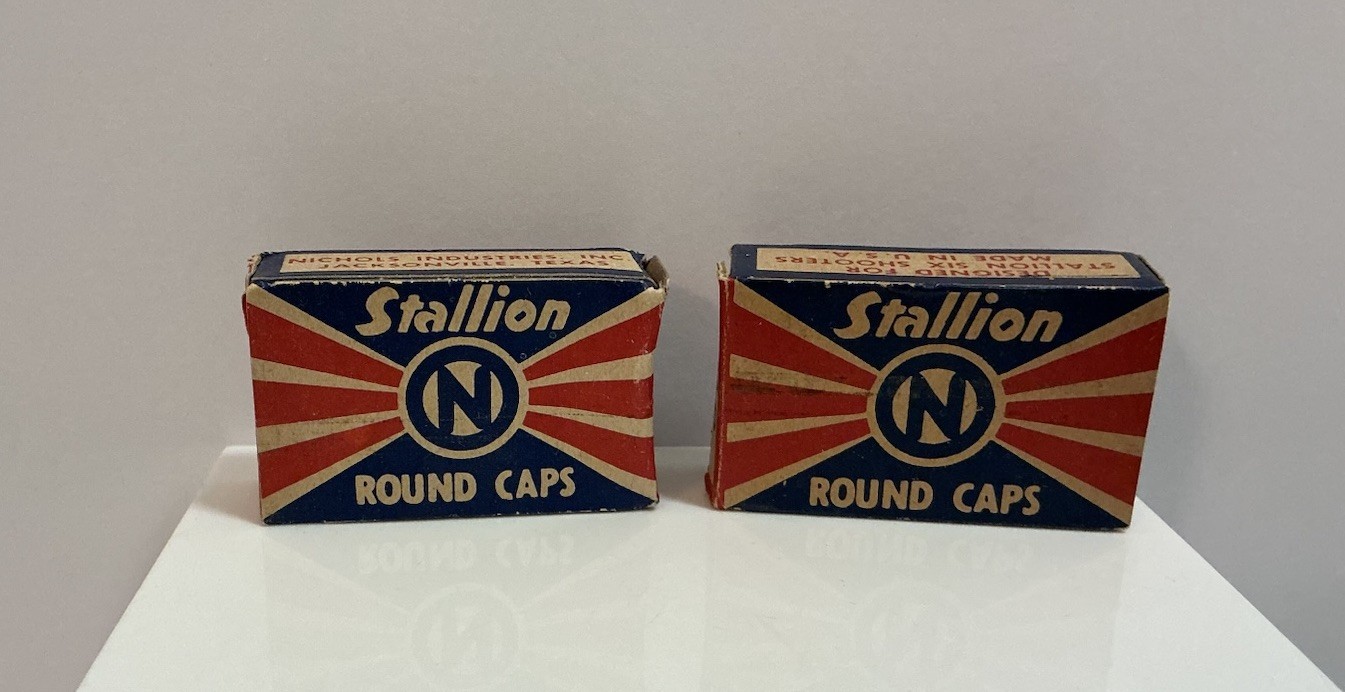 NICHOLS INDUSTRIES, INC
JACKSONVILLE, TEXAS
Stallion
N
ROUND CAPS
DESIGNED FOR
STALLION SIX SHOOTERS
MADE IN U.S.A.
Stallion
N
ROUND CAPS